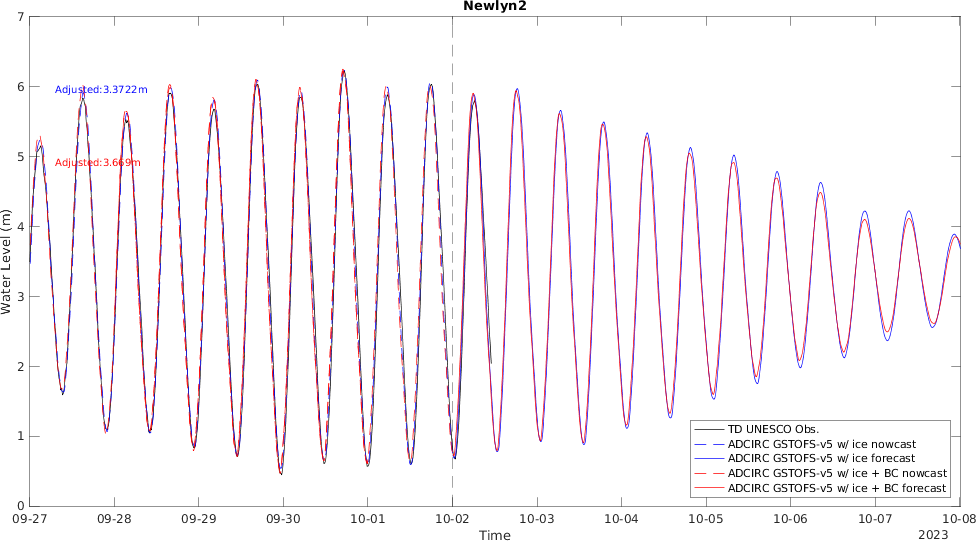 Newlyn2
7
6
5
4
3
2
1
0
Water Level (m)
Adjusted:3.3722m
Adjusted:3.669m
TD UNESCO Obs.
ADCIRC GSTOFS-v5 w/ ice nowcast
ADCIRC GSTOFS-v5 w/ ice forecast
ADCIRC GSTOFS-v5 w/ ice + BC nowcast
ADCIRC GSTOFS-v5 w/ ice + BC forecast
09-27 09-28 09-29 09-30 10-01 10-02 10-03 10-04 10-05 10-06 10-07 10-08
Time
2023